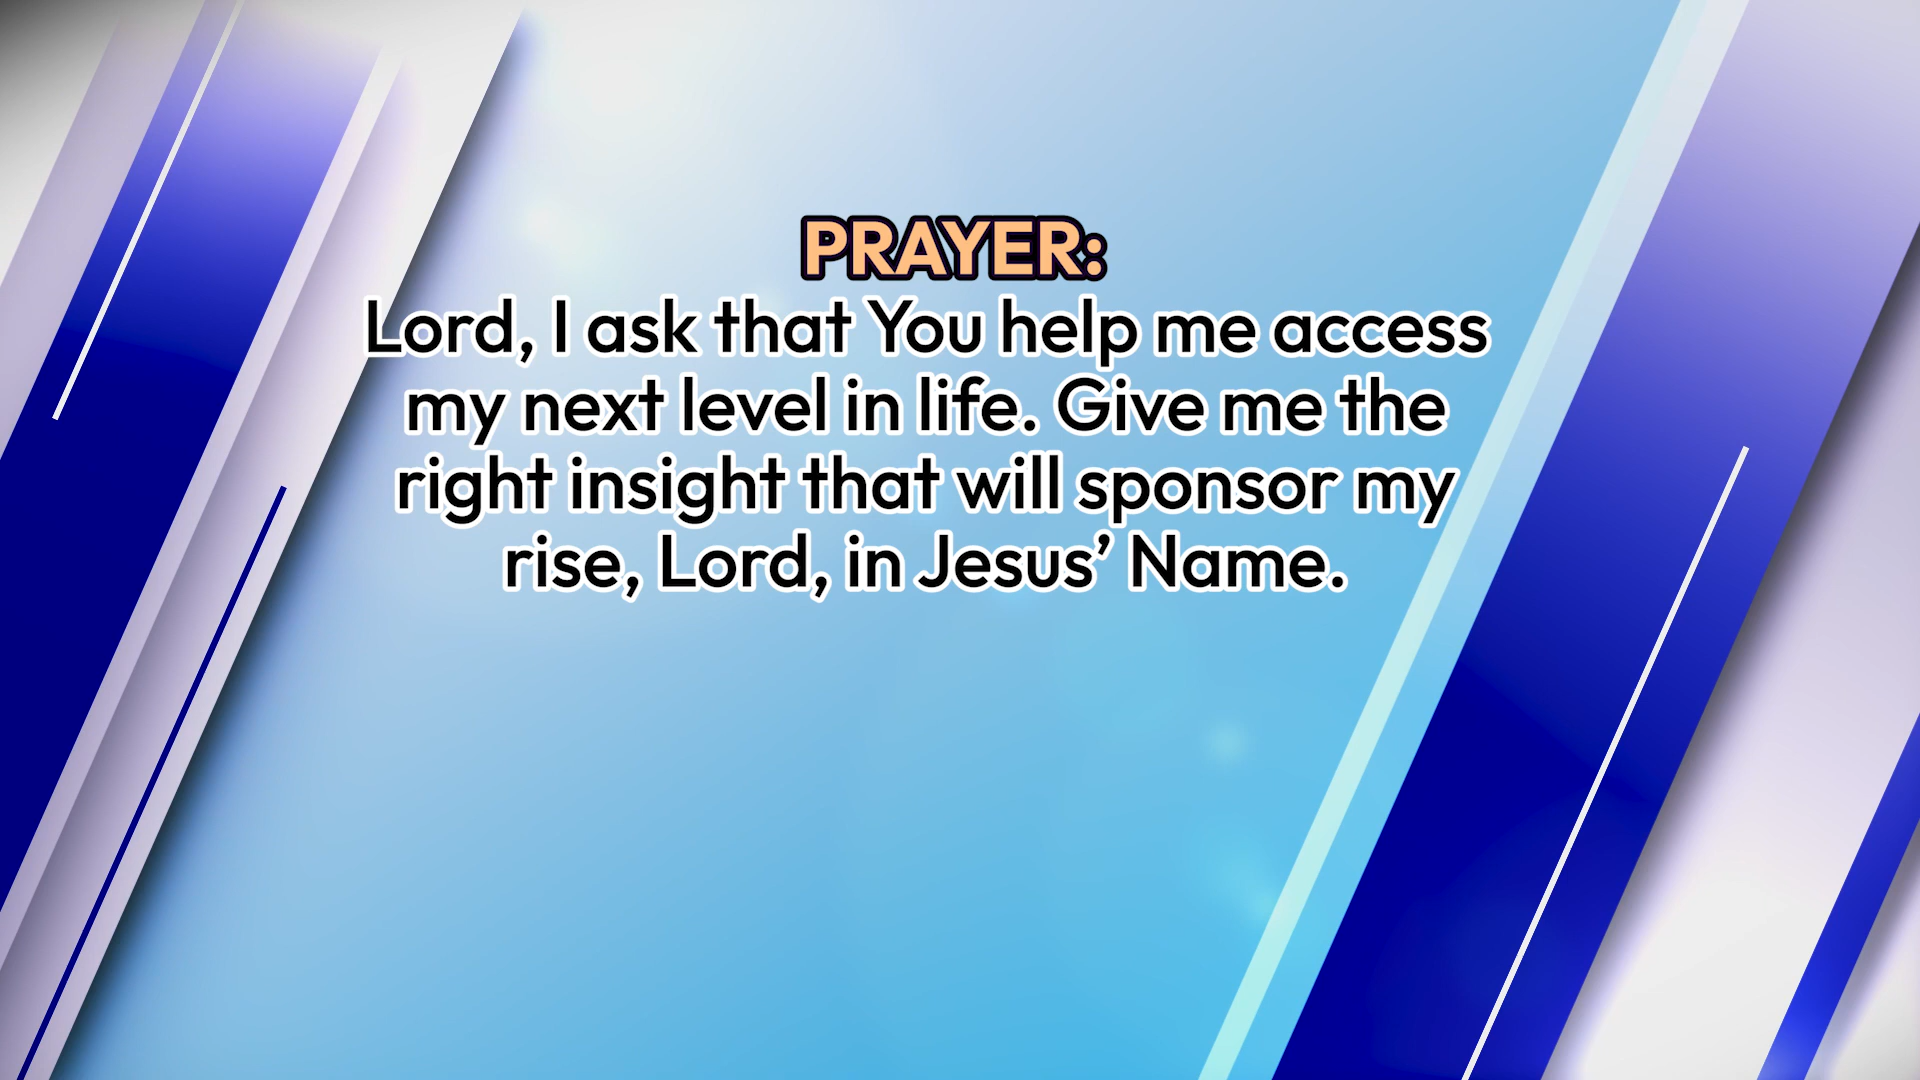 PRAYER:
Lord, I ask that You help me access
my next level in life. Give me the
right insight that will sponsor my
rise, Lord, in Jesus’ Name.